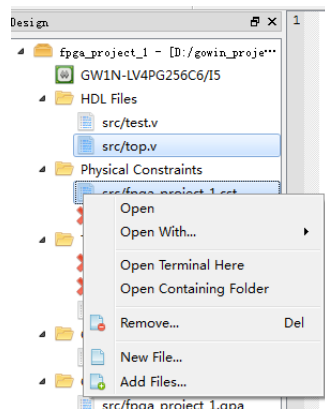 Design
1
fpga_project_1 - [D:/gowin_proje…
GW1N-LV4PG256C6/I5
HDL Files
src/test.v
src/top.v
Physical Constraints
src/fpga_project_1.cst
Open
Open With...
Open Terminal Here
Open Containing Folder
Remove... Del
New File...
Add Files...
src/fpga_project_1.gpa